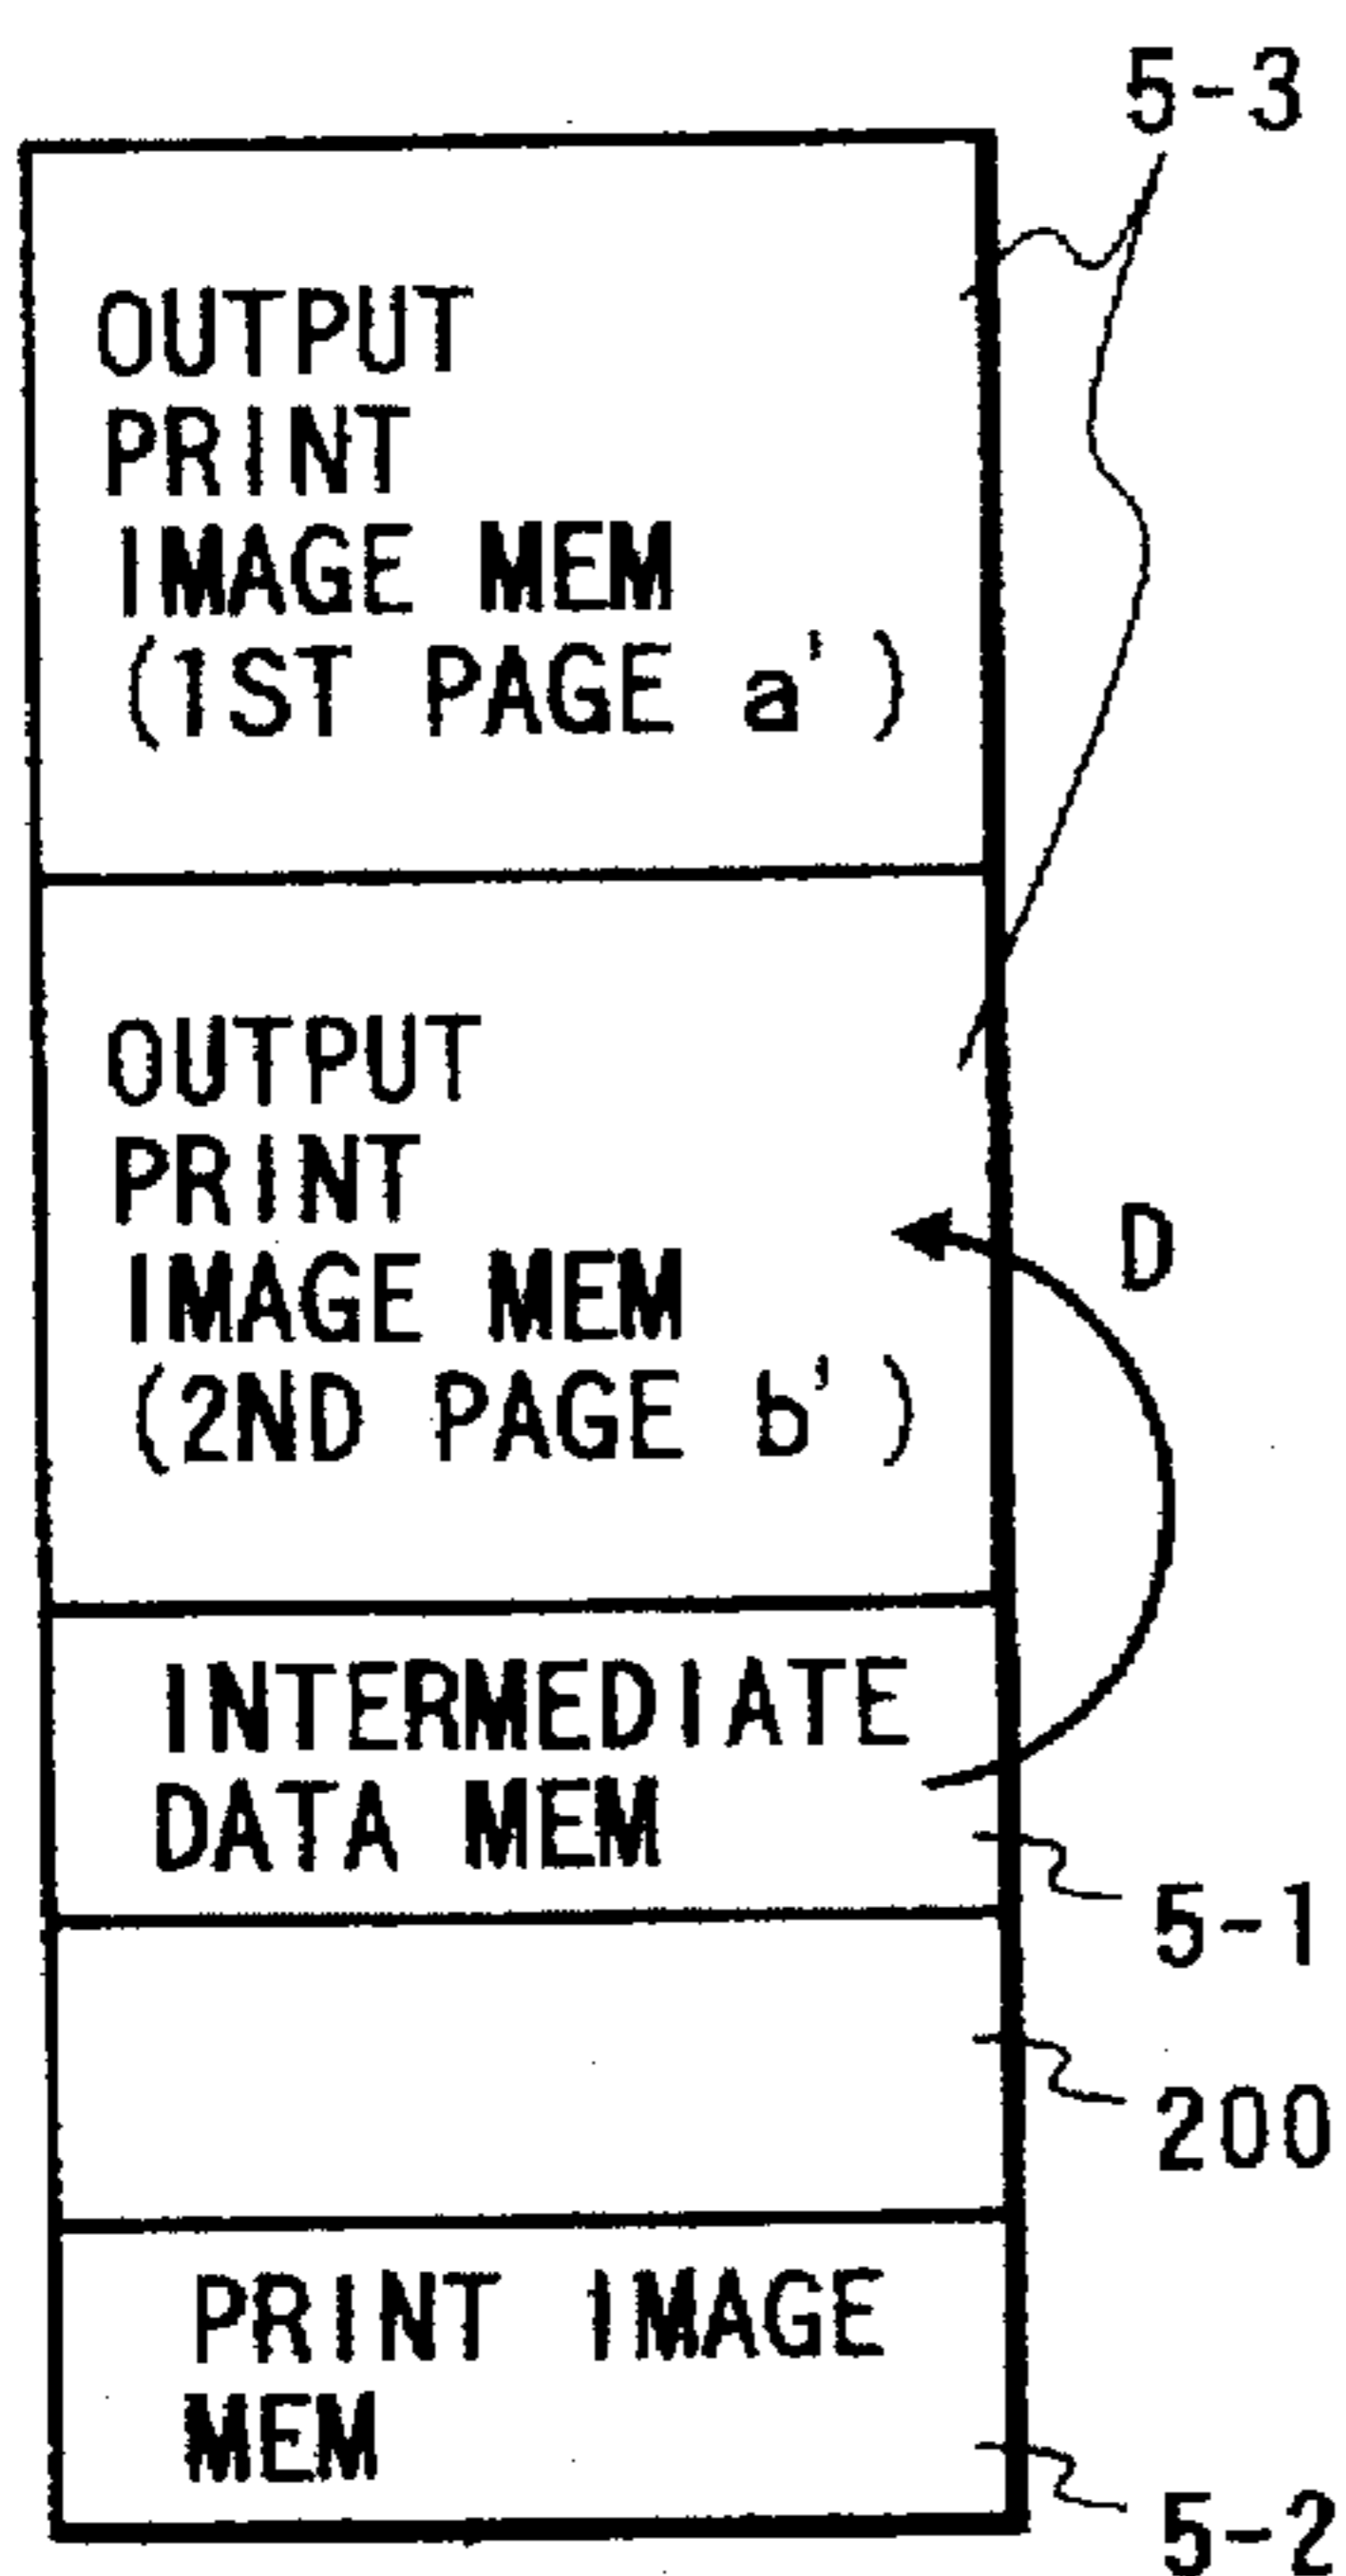 5-3
OUTPUT
PRINT
IMAGE MEM
(1ST PAGE a')
OUTPUT
PRINT
IMAGE MEM
(2ND PAGE b')
D
INTERMEDIATE
DATA MEM
5-1
200
PRINT IMAGE
MEM
5-2